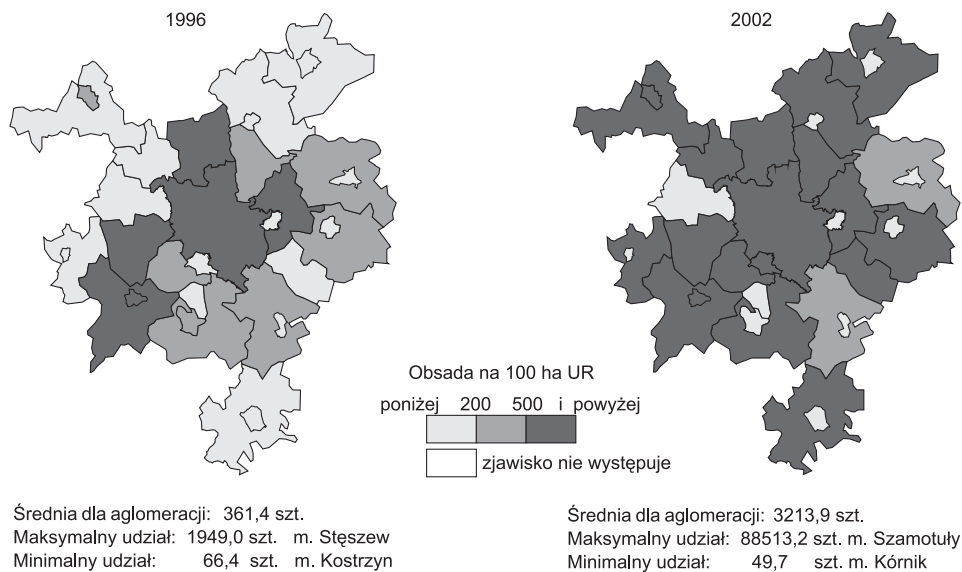 1996
2002
Obsada na 100 ha UR
poniżej 200 500 i powyżej
zjawisko nie występuje
Średnia dla aglomeracji: 361,4 szt.
Maksymalny udział: 1949,0 szt. m. Stęszew
Minimalny udział: 66,4 szt. m. Kostrzyn
Średnia dla aglomeracji: 3213,9 szt.
Maksymalny udział: 88513,2 szt. m. Szamotuły
Minimalny udział: 49,7 szt. m. Kórnik